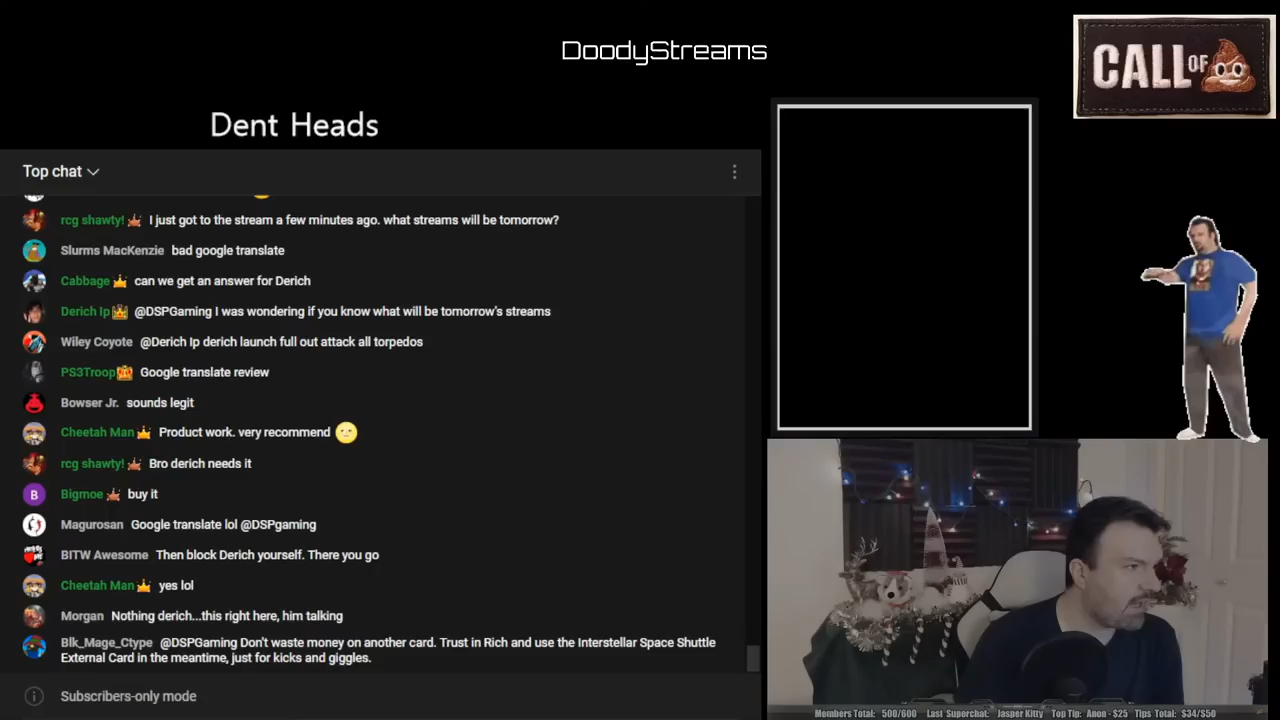 DoodyStreams
CALL OF
Dent Heads
Top chat
rcg shawty! I just got to the stream a few minutes ago. what streams will be tomorrow?
Slurms MacKenzie bad google translate
Cabbage can we get an answer for Derich
Derich Ip @DSPGaming I was wondering if you know what will be tomorrow's streams
Wiley Coyote @Derich Ip derich launch full out attack all torpedos
PS3Troop Google translate review
Bowser Jr. sounds legit
Cheetah Man Product work. very recommend
rcg shawty! Bro derich needs it
B Bigmoe buy it
Magurosan Google translate lol @DSPgaming
BITW Awesome Then block Derich yourself. There you go
Cheetah Man yes lol
Morgan Nothing derich...this right here, him talking
Blk_Mage_Ctype @DSPGaming Don't waste money on another card. Trust in Rich and use the Interstellar Space Shuttle
External Card in the meantime, just for kicks and giggles.
Subscribers-only mode
Members Total: 500/600 Last Superchat: Jasper Kitty Top Tip: Anon - $25 Tips Total: $34/$50